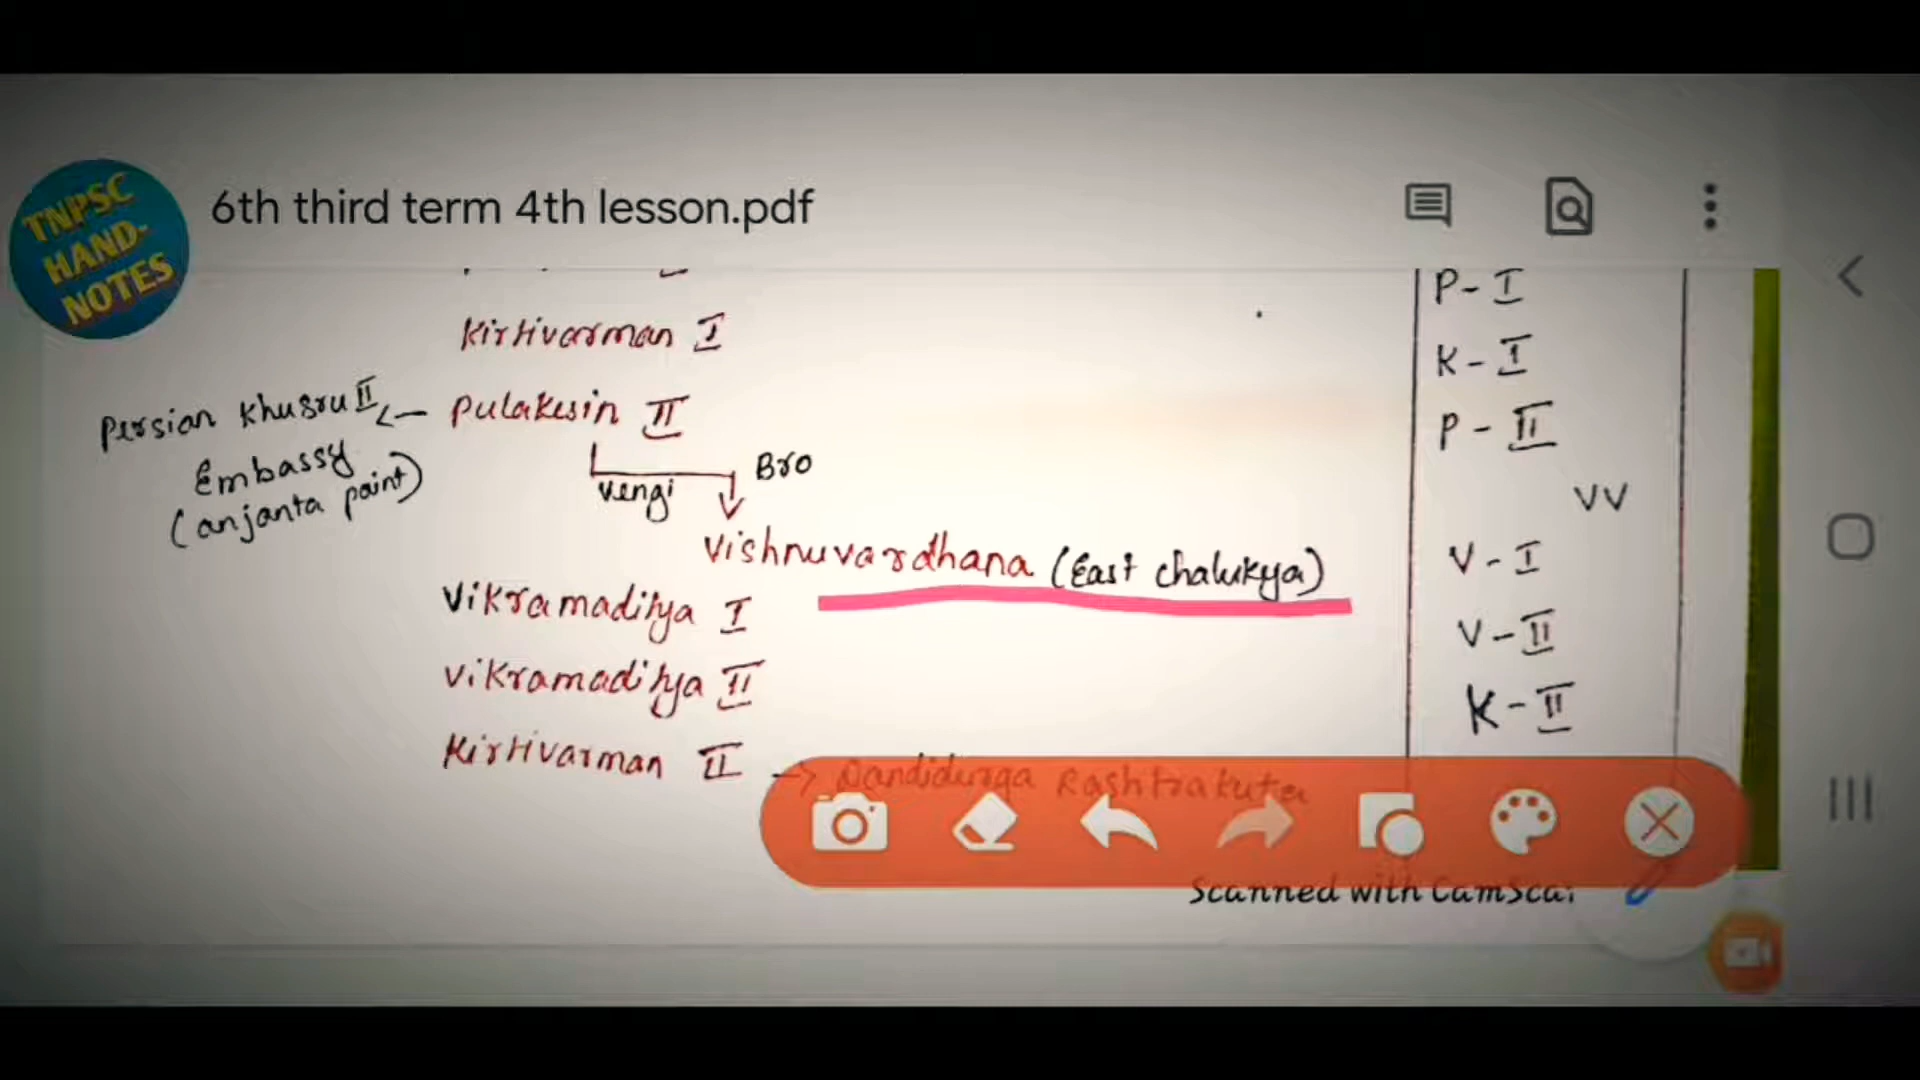 TNPSC
HAND-
NOTES
6th third term 4th lesson.pdf
P - I
Kirtivarman I
K - I
Persian Khusru II <- Pulakesin II
P - II
Embassy
(anjanta paint)
Bro
Vengi
VV
Vishnuvardhana (East chalukya)
V - I
Vikramaditya I
V - II
Vikramaditya II
K - II
Kirtivarman II -> Dandidurga Rashtrakuta
Scanned with CamSca